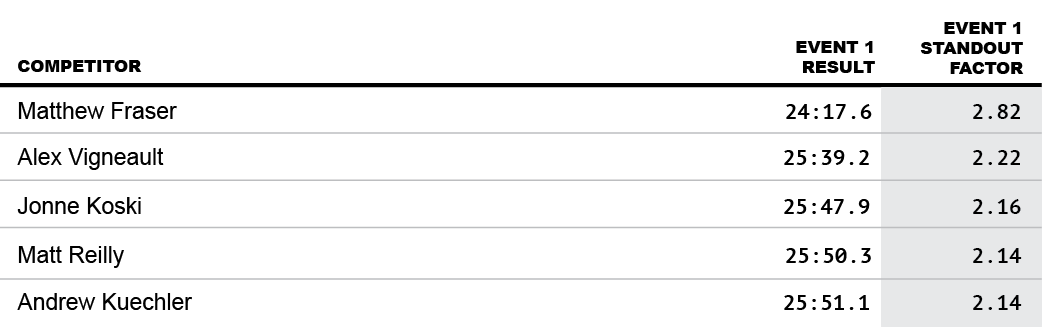 COMPETITOR EVENT 1 RESULT EVENT 1 STANDOUT FACTOR
Matthew Fraser 24:17.6 2.82
Alex Vigneault 25:39.2 2.22
Jonne Koski 25:47.9 2.16
Matt Reilly 25:50.3 2.14
Andrew Kuechler 25:51.1 2.14